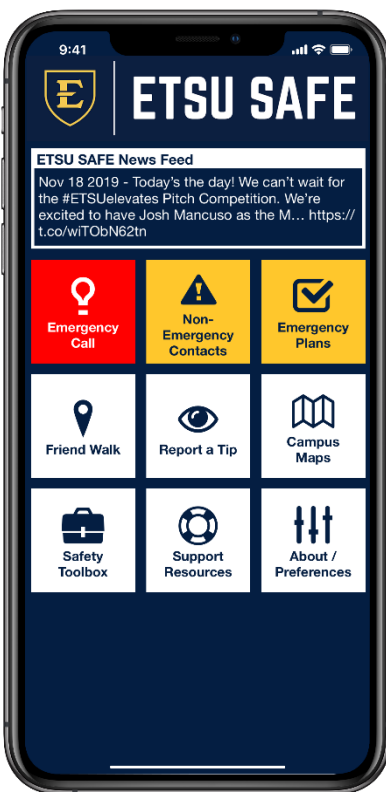 9:41
E
ETSU SAFE
ETSU SAFE News Feed
Nov 18 2019 - Today's the day! We can't wait for
the #ETSUelevates Pitch Competition. We're
excited to have Josh Mancuso as the M... https://
t.co/wiTObN62tn
Emergency
Call
Non-
Emergency
Contacts
Emergency
Plans
Friend Walk
Report a Tip
Campus
Maps
Safety
Toolbox
Support
Resources
About /
Preferences